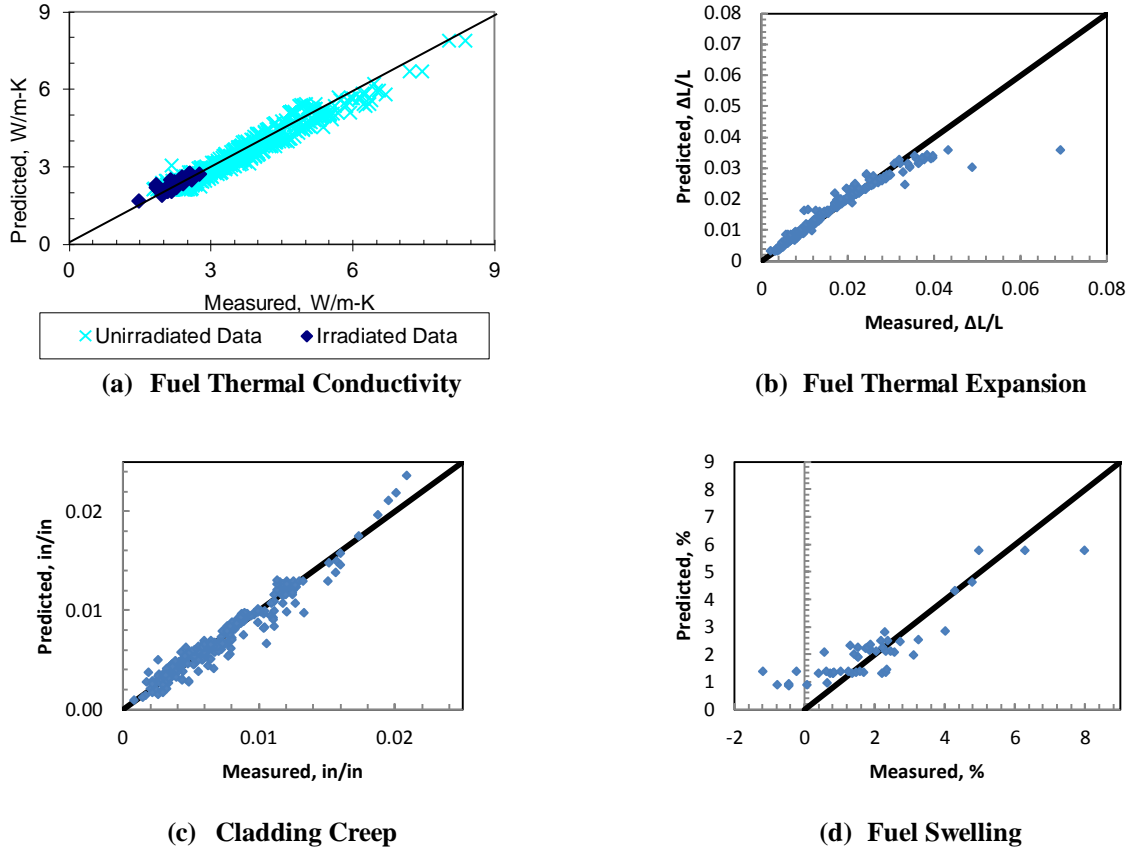 9
6
3
0
Predicted, W/m-K
0 3 6 9
Measured, W/m-K
Unirradiated Data Irradiated Data
(a) Fuel Thermal Conductivity
0.08
0.07
0.06
0.05
0.04
0.03
0.02
0.01
0
Predicted, ΔL/L
0 0.02 0.04 0.06 0.08
Measured, ΔL/L
(b) Fuel Thermal Expansion
0.02
0.01
0.00
Predicted, in/in
0 0.01 0.02
Measured, in/in
(c) Cladding Creep
9
8
7
6
5
4
3
2
1
0
Predicted, %
-2 0 2 4 6 8
Measured, %
(d) Fuel Swelling